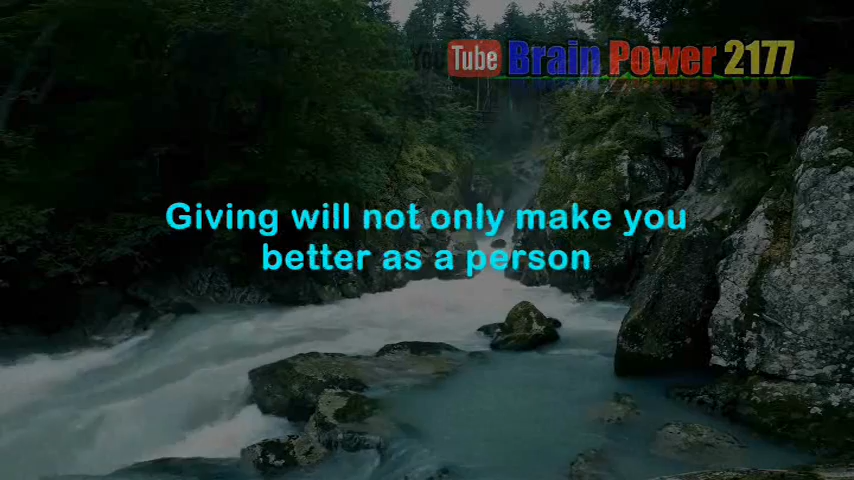 YouTube Brain Power 2177
Giving will not only make you
better as a person